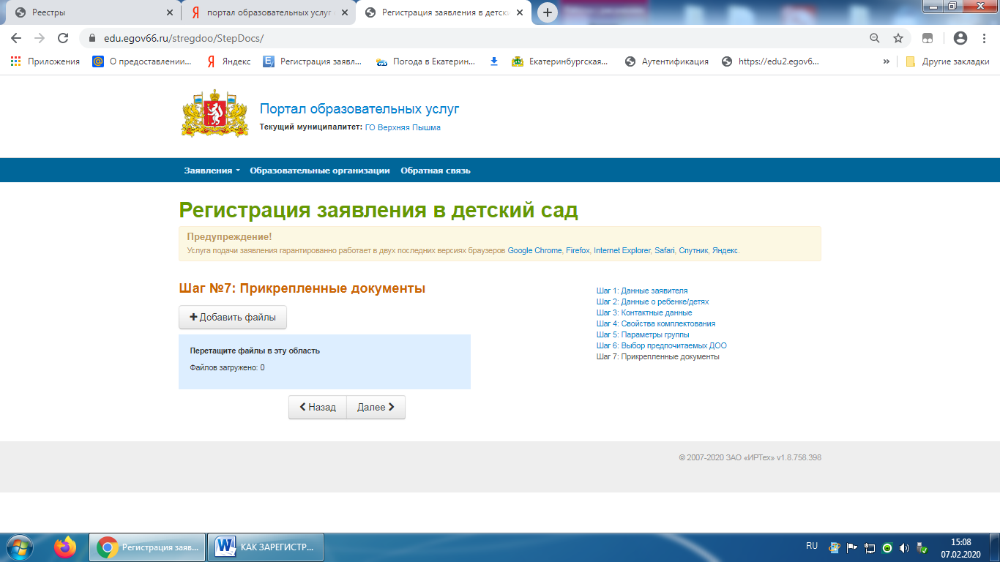 Реестры
портал образовательных услуг
Регистрация заявления в детски
edu.egov66.ru/stregdoo/StepDocs/
Приложения
О предоставлении...
Яндекс
Регистрация заявл...
Погода в Екатерин...
Екатеринбургская...
Аутентификация
https://edu2.egov6...
»
Другие закладки
Портал образовательных услуг
Текущий муниципалитет: ГО Верхняя Пышма
Заявления
Образовательные организации
Обратная связь
Регистрация заявления в детский сад
Предупреждение!
Услуга подачи заявления гарантированно работает в двух последних версиях браузеров Google Chrome, Firefox, Internet Explorer, Safari, Спутник, Яндекс.
Шаг №7: Прикрепленные документы
Добавить файлы
Перетащите файлы в эту область
Файлов загружено: 0
Назад
Далее
Шаг 1: Данные заявителя
Шаг 2: Данные о ребенке/детях
Шаг 3: Контактные данные
Шаг 4: Свойства комплектования
Шаг 5: Параметры группы
Шаг 6: Выбор предпочитаемых ДОО
Шаг 7: Прикрепленные документы
© 2007-2020 ЗАО «ИРТех» v1.8.758.398
Регистрация заяв...
КАК ЗАРЕГИСТР...
RU
15:08
07.02.2020